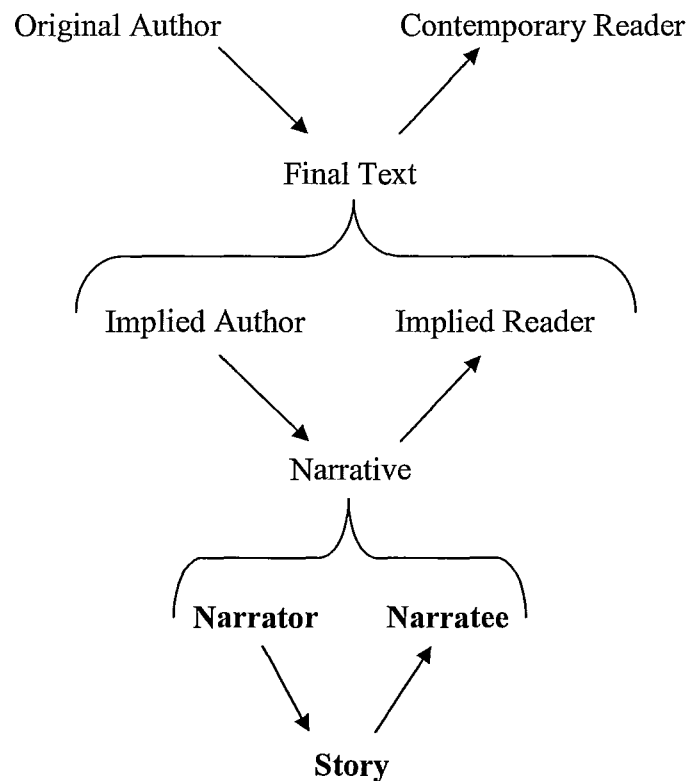 Original Author Contemporary Reader
Final Text
Implied Author Implied Reader
Narrative
Narrator Narratee
Story